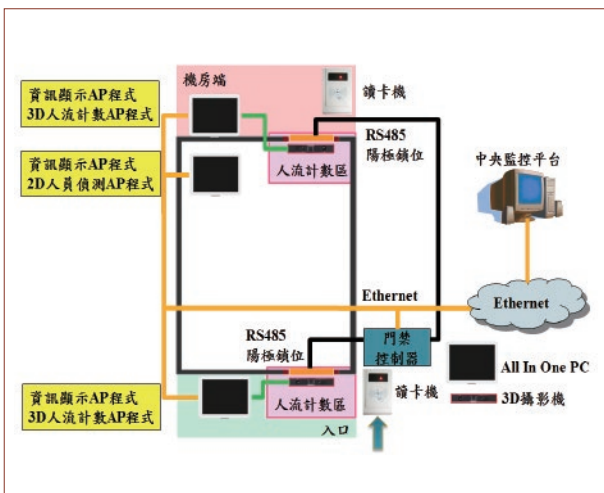 機房端
讀卡機
資訊顯示AP程式
3D人流計數AP程式
RS485
陽極鎖位
人流計數區
資訊顯示AP程式
2D人員偵測AP程式
中央監控平台
Ethernet
Ethernet
RS485
陽極鎖位
門禁
控制器
All In One PC
資訊顯示AP程式
3D人流計數AP程式
人流計數區
讀卡機
3D攝影機
入口